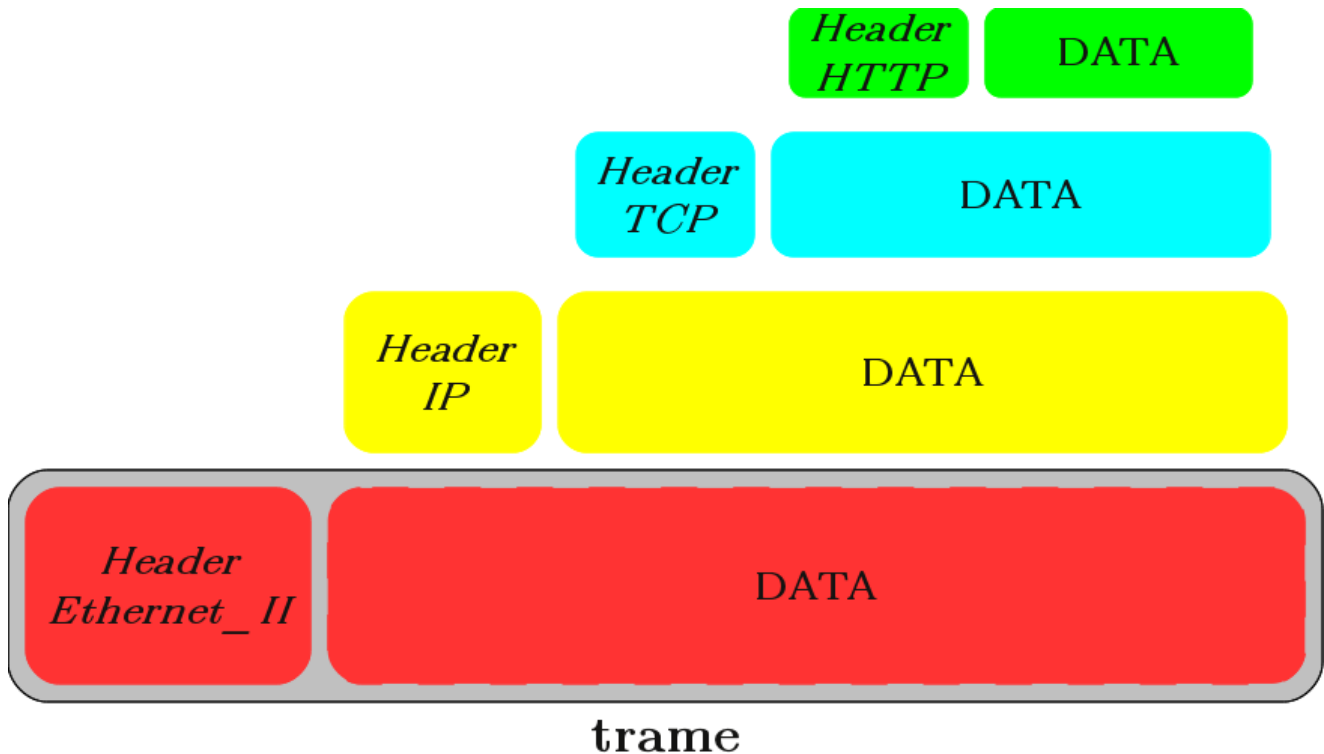 Header
HTTP
DATA
Header
TCP
DATA
Header
IP
DATA
Header
Ethernet_II
DATA
trame